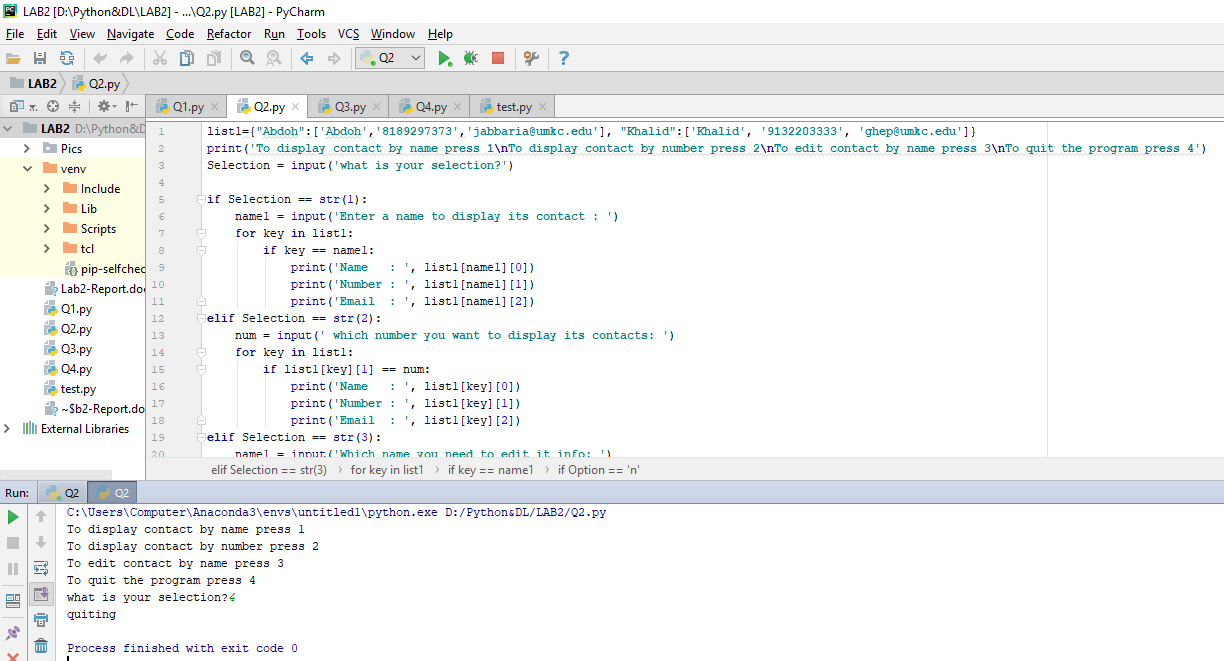 LAB2 [D:\Python&DL\LAB2] - ...\Q2.py [LAB2] - PyCharm
File Edit View Navigate Code Refactor Run Tools VCS Window Help
Q2
LAB2 Q2.py
Q1.py Q2.py Q3.py Q4.py test.py
LAB2 D:\Python&D
Pics
venv
Include
Lib
Scripts
tcl
pip-selfchec
Lab2-Report.do
Q1.py
Q2.py
Q3.py
Q4.py
test.py
~$b2-Report.do
External Libraries
1 list1={"Abdoh":['Abdoh','8189297373','jabbaria@umkc.edu'], "Khalid":['Khalid', '9132203333', 'ghep@umkc.edu']}
2 print('To display contact by name press 1\nTo display contact by number press 2\nTo edit contact by name press 3\nTo quit the program press 4')
3 Selection = input('what is your selection?')
4
5 if Selection == str(1):
6 name1 = input('Enter a name to display its contact : ')
7 for key in list1:
8 if key == name1:
9 print('Name   : ', list1[name1][0])
10 print('Number : ', list1[name1][1])
11 print('Email  : ', list1[name1][2])
12 elif Selection == str(2):
13 num = input(' which number you want to display its contacts: ')
14 for key in list1:
15 if list1[key][1] == num:
16 print('Name   : ', list1[key][0])
17 print('Number : ', list1[key][1])
18 print('Email  : ', list1[key][2])
19 elif Selection == str(3):
20 name1 = input('Which name you need to edit it info: ')
elif Selection == str(3) › for key in list1 › if key == name1 › if Option == 'n'
Run: Q2 Q2
C:\Users\Computer\Anaconda3\envs\untitled1\python.exe D:/Python&DL/LAB2/Q2.py
To display contact by name press 1
To display contact by number press 2
To edit contact by name press 3
To quit the program press 4
what is your selection?4
quiting
Process finished with exit code 0